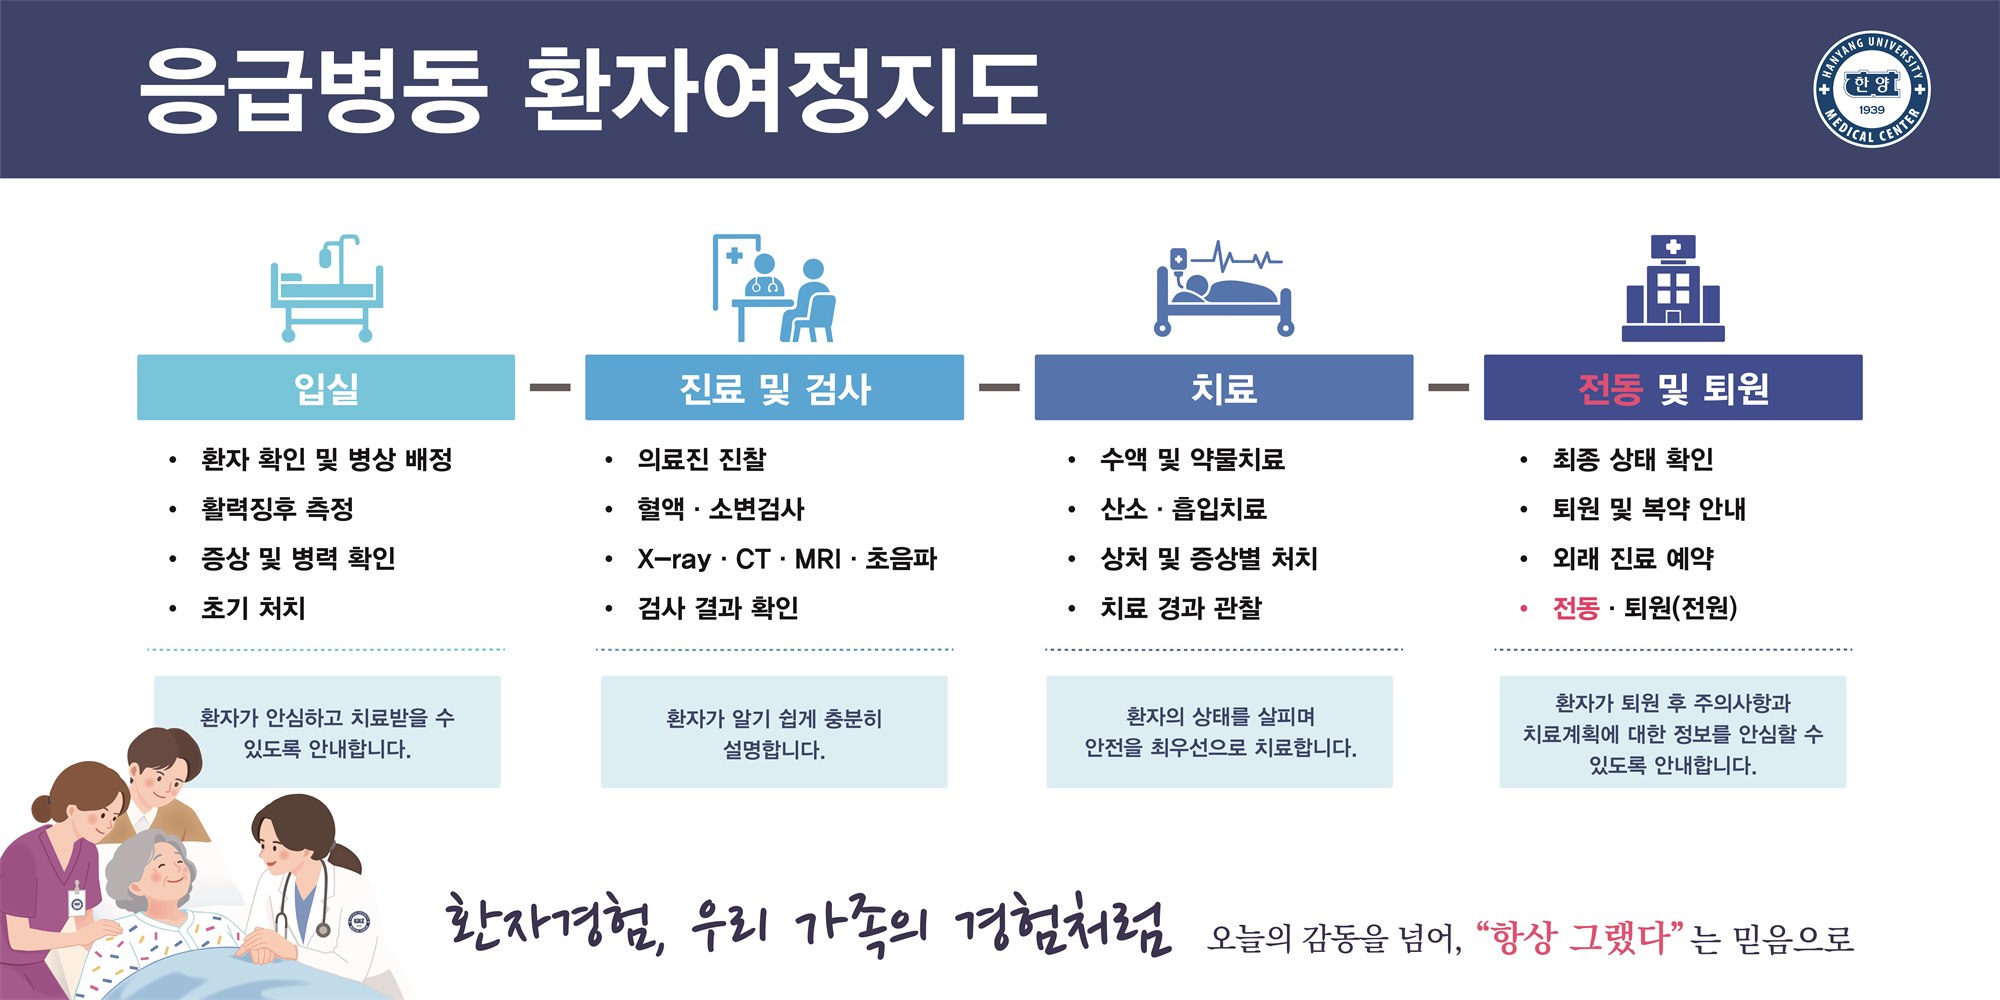 응급병동 환자여정지도
HANYANG UNIVERSITY
한양
1939
MEDICAL CENTER
입실
• 환자 확인 및 병상 배정
• 활력징후 측정
• 증상 및 병력 확인
• 초기 처치
환자가 안심하고 치료받을 수
있도록 안내합니다.
진료 및 검사
• 의료진 진찰
• 혈액 · 소변검사
• X-ray · CT · MRI · 초음파
• 검사 결과 확인
환자가 알기 쉽게 충분히
설명합니다.
치료
• 수액 및 약물치료
• 산소 · 흡입치료
• 상처 및 증상별 처치
• 치료 경과 관찰
환자의 상태를 살피며
안전을 최우선으로 치료합니다.
전동 및 퇴원
• 최종 상태 확인
• 퇴원 및 복약 안내
• 외래 진료 예약
• 전동 · 퇴원(전원)
환자가 퇴원 후 주의사항과
치료계획에 대한 정보를 안심할 수
있도록 안내합니다.
환자경험, 우리 가족의 경험처럼
오늘의 감동을 넘어, “항상 그랬다”는 믿음으로